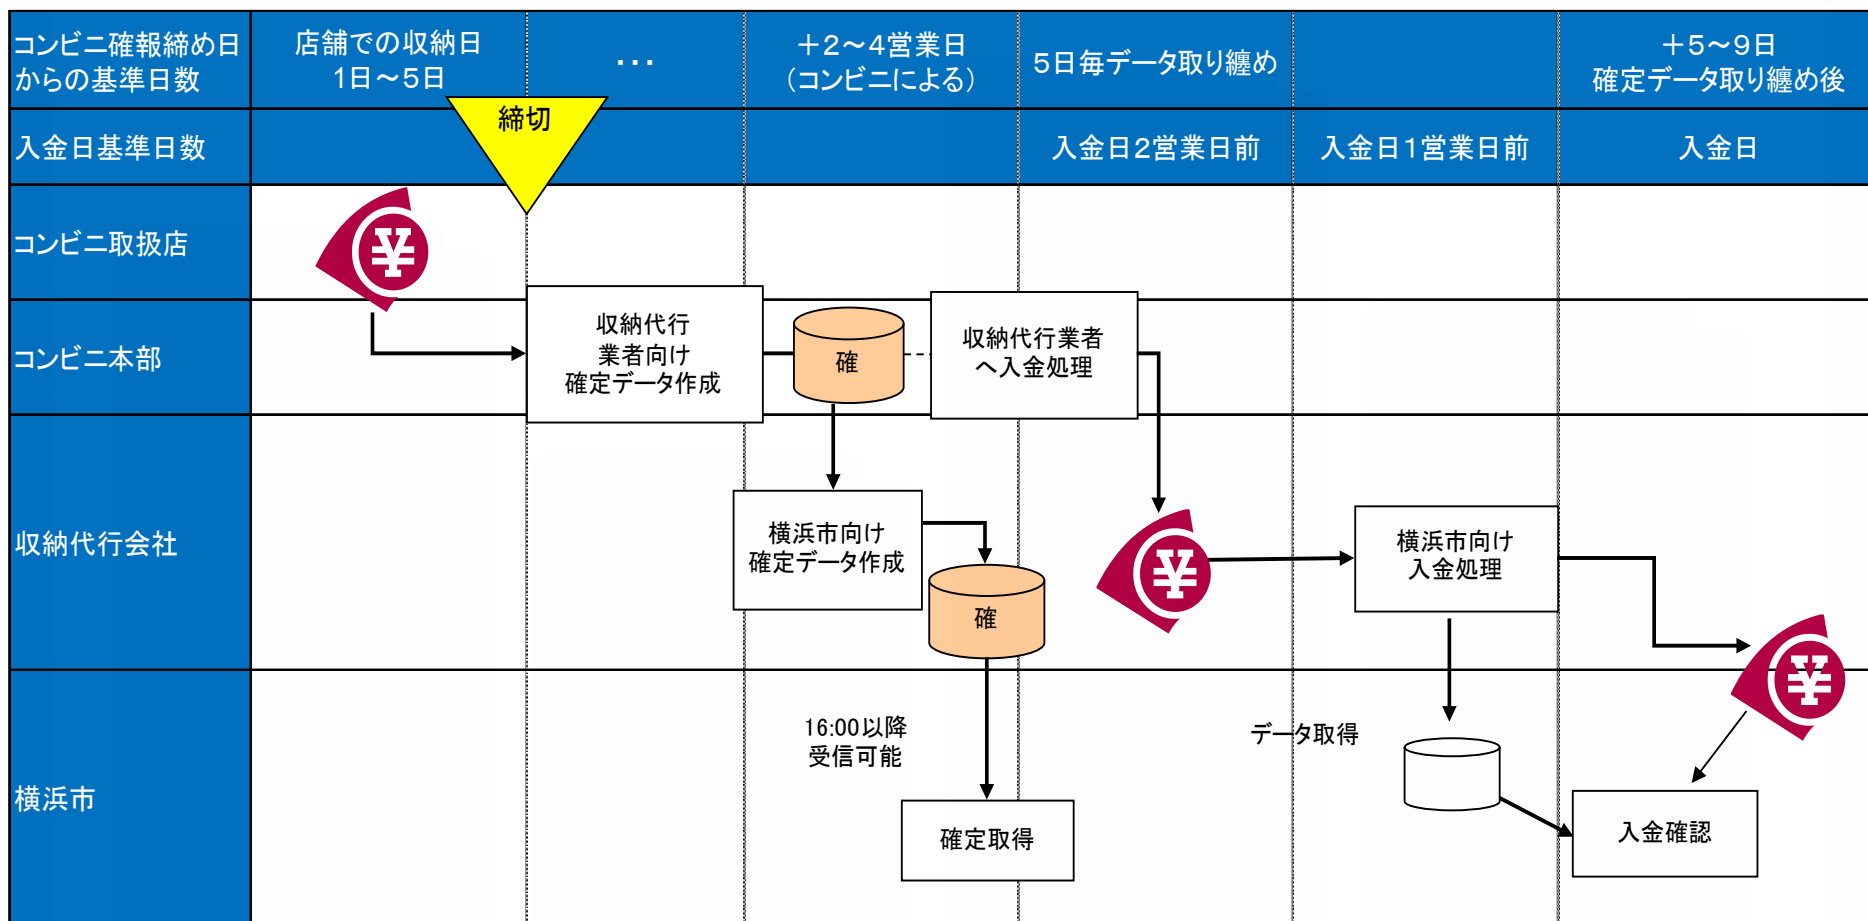 コンビニ確報締め日
からの基準日数
店舗での収納日
1日～5日
・・・
＋2～4営業日
（コンビニによる）
5日毎データ取り纏め
＋5～9日
確定データ取り纏め後
締切
入金日基準日数
入金日2営業日前
入金日1営業日前
入金日
コンビニ取扱店
¥
コンビニ本部
収納代行
業者向け
確定データ作成
確
収納代行業者
へ入金処理
収納代行会社
横浜市向け
確定データ作成
確
¥
横浜市向け
入金処理
¥
横浜市
16:00以降
受信可能
確定取得
データ取得
入金確認